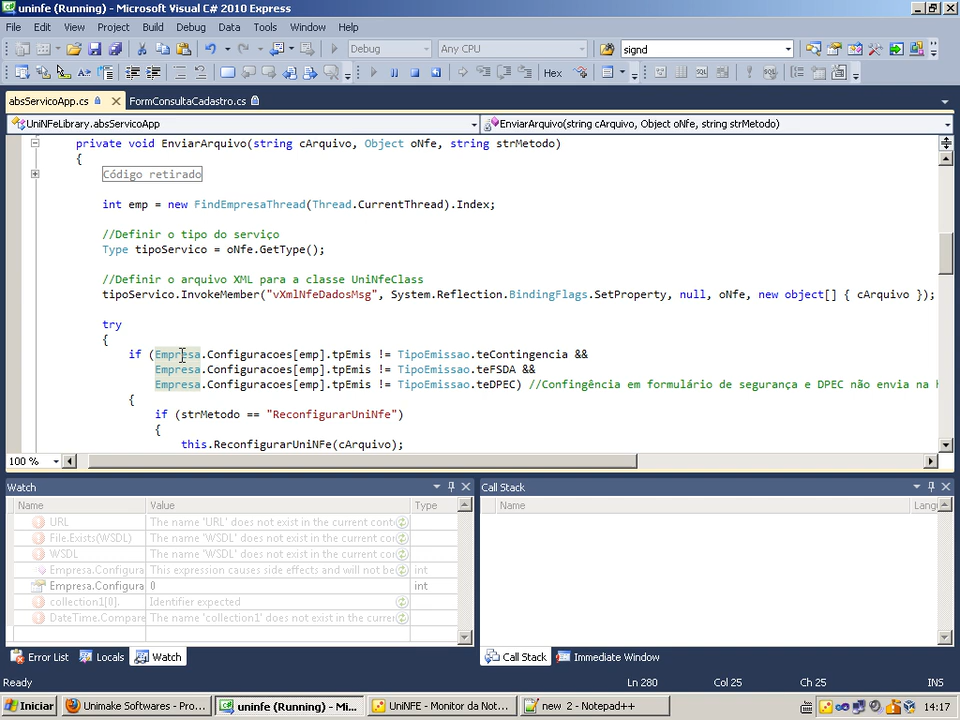 uninfe (Running) - Microsoft Visual C# 2010 Express
File Edit View Project Build Debug Data Tools Window Help
Debug Any CPU signd
Hex
absServicoApp.cs FormConsultaCadastro.cs
UniNFeLibrary.absServicoApp EnviarArquivo(string cArquivo, Object oNfe, string strMetodo)
private void EnviarArquivo(string cArquivo, Object oNfe, string strMetodo)
{
Código retirado
int emp = new FindEmpresaThread(Thread.CurrentThread).Index;
//Definir o tipo do serviço
Type tipoServico = oNfe.GetType();
//Definir o arquivo XML para a classe UniNfeClass
tipoServico.InvokeMember("vXmlNfeDadosMsg", System.Reflection.BindingFlags.SetProperty, null, oNfe, new object[] { cArquivo });
try
{
if (Empresa.Configuracoes[emp].tpEmis != TipoEmissao.teContingencia &&
Empresa.Configuracoes[emp].tpEmis != TipoEmissao.teFSDA &&
Empresa.Configuracoes[emp].tpEmis != TipoEmissao.teDPEC) //Contingência em formulário de segurança e DPEC não envia na h
{
if (strMetodo == "ReconfigurarUniNfe")
{
this.ReconfigurarUniNFe(cArquivo);
100 %
Watch
Name Value Type
URL The name 'URL' does not exist in the current conte
File.Exists(WSDL) The name 'WSDL' does not exist in the current con
WSDL The name 'WSDL' does not exist in the current con
Empresa.Configura This expression causes side effects and will not be int
Empresa.Configura 0 int
collection1[0]. Identifier expected
DateTime.Compare The name 'collection1' does not exist in the curre
Call Stack
Name Langu
Error List Locals Watch
Call Stack Immediate Window
Ready Ln 280 Col 25 Ch 25 INS
Iniciar Unimake Softwares - Pro... uninfe (Running) - Mi... UniNFE - Monitor da Not... new 2 - Notepad++ 14:17